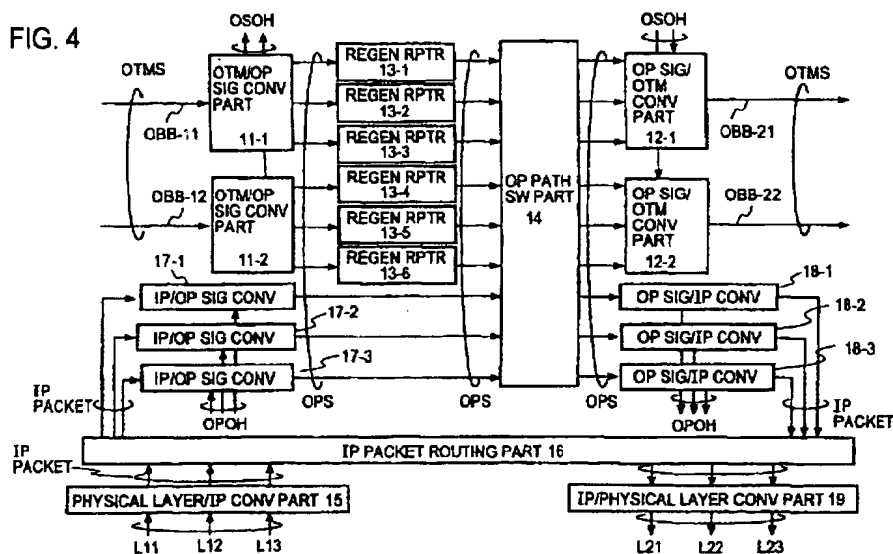 FIG. 4
OSOH
OSOH
OTMS
OTM/OP
SIG CONV
PART
11-1
OBB-11
REGEN RPTR
13-1
REGEN RPTR
13-2
REGEN RPTR
13-3
REGEN RPTR
13-4
REGEN RPTR
13-5
REGEN RPTR
13-6
OP PATH
SW PART
14
OP SIG/
OTM
CONV
PART
12-1
OTMS
OBB-21
OBB-12
OTM/OP
SIG CONV
PART
11-2
OP SIG/
OTM
CONV
PART
12-2
OBB-22
17-1
IP/OP SIG CONV
17-2
IP/OP SIG CONV
17-3
IP/OP SIG CONV
18-1
OP SIG/IP CONV
18-2
OP SIG/IP CONV
18-3
OP SIG/IP CONV
IP
PACKET
OPOH
OPS
OPS
OPS
OPOH
IP
PACKET
IP
PACKET
IP PACKET ROUTING PART 16
PHYSICAL LAYER/IP CONV PART 15
IP/PHYSICAL LAYER CONV PART 19
L11 L12 L13
L21 L22 L23